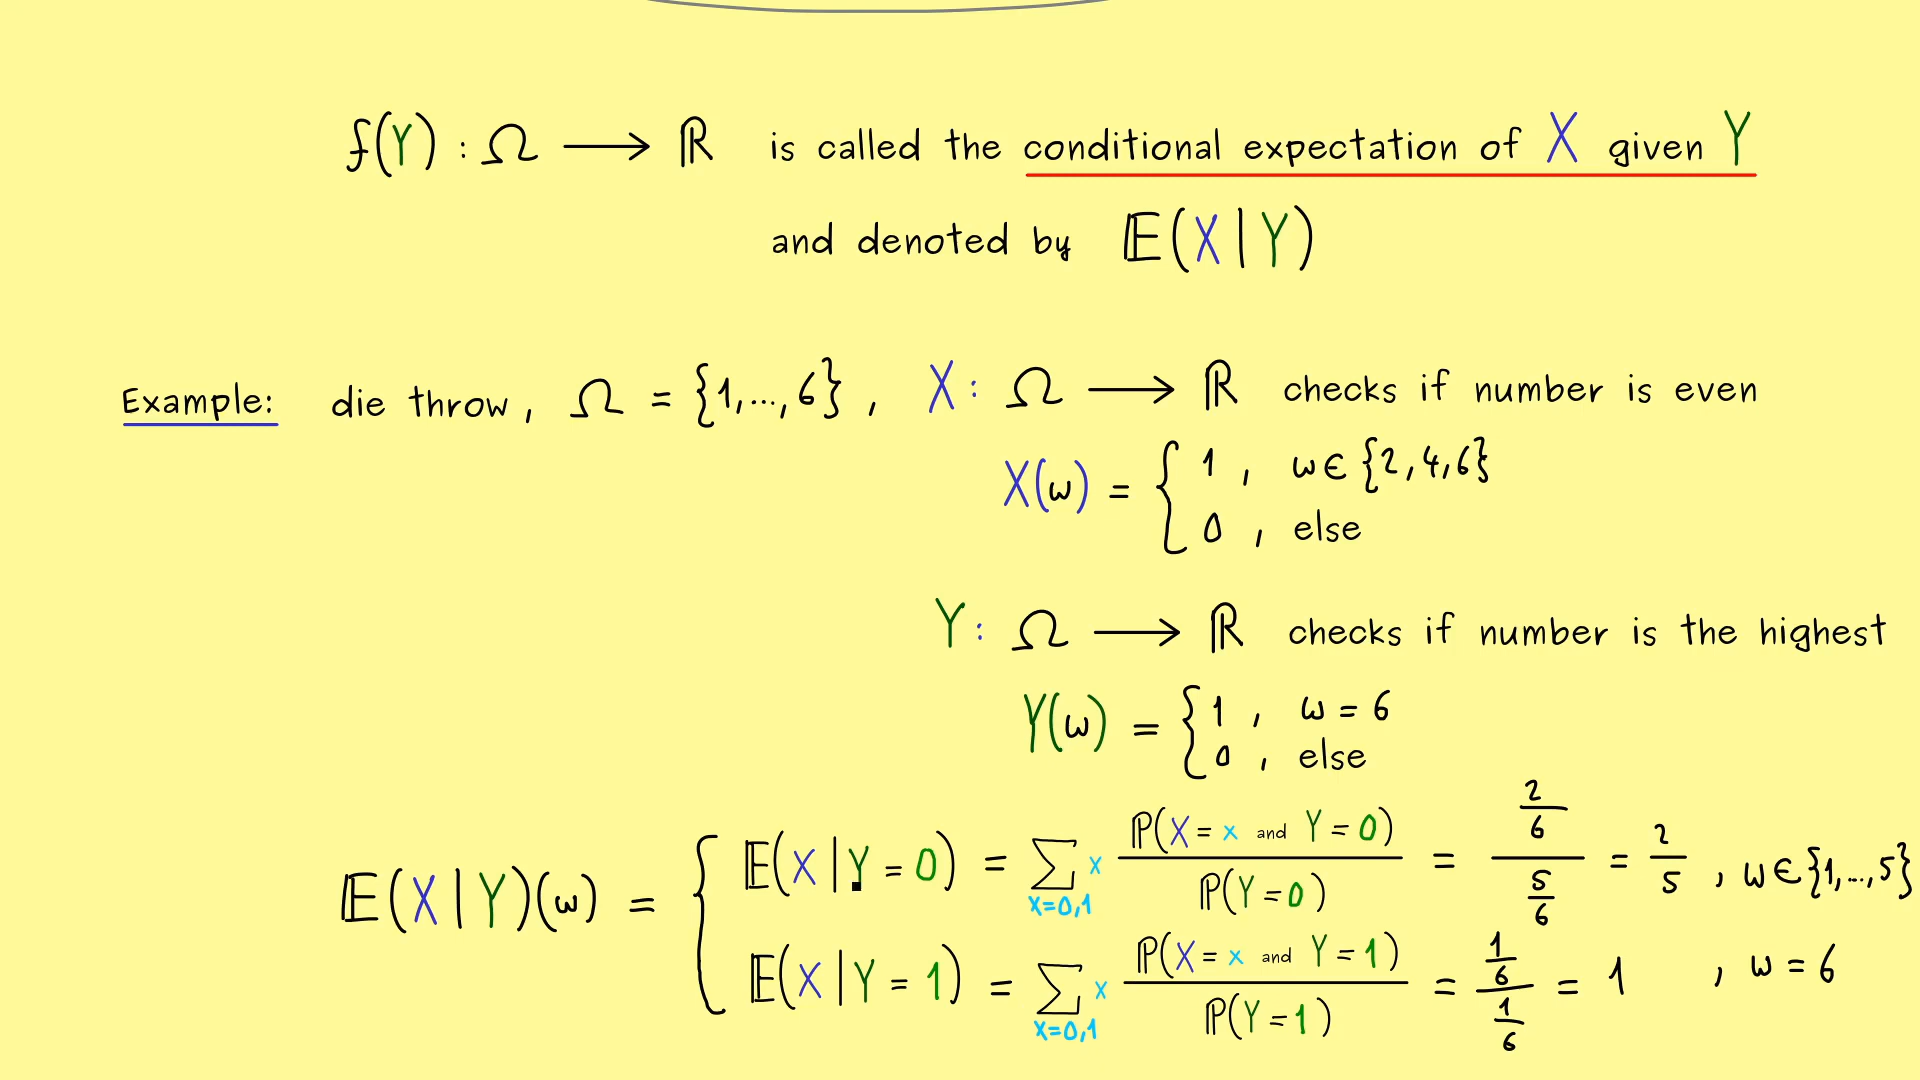 f(Y) : Ω ⟶ ℝ is called the conditional expectation of X given Y
and denoted by 𝔼(X|Y)
Example: die throw, Ω = {1,...,6}, X: Ω ⟶ ℝ checks if number is even
X(ω) = { 1 , ω ∈ {2,4,6}
0 , else
Y: Ω ⟶ ℝ checks if number is the highest
Y(ω) = { 1 , ω = 6
0 , else
𝔼(X|Y)(ω) = { 𝔼(X|Y=0) = ∑_{x=0,1} x ℙ(X=x and Y=0) / ℙ(Y=0) = (2/6) / (5/6) = 2/5 , ω ∈ {1,...,5}
𝔼(X|Y=1) = ∑_{x=0,1} x ℙ(X=x and Y=1) / ℙ(Y=1) = (1/6) / (1/6) = 1 , ω = 6